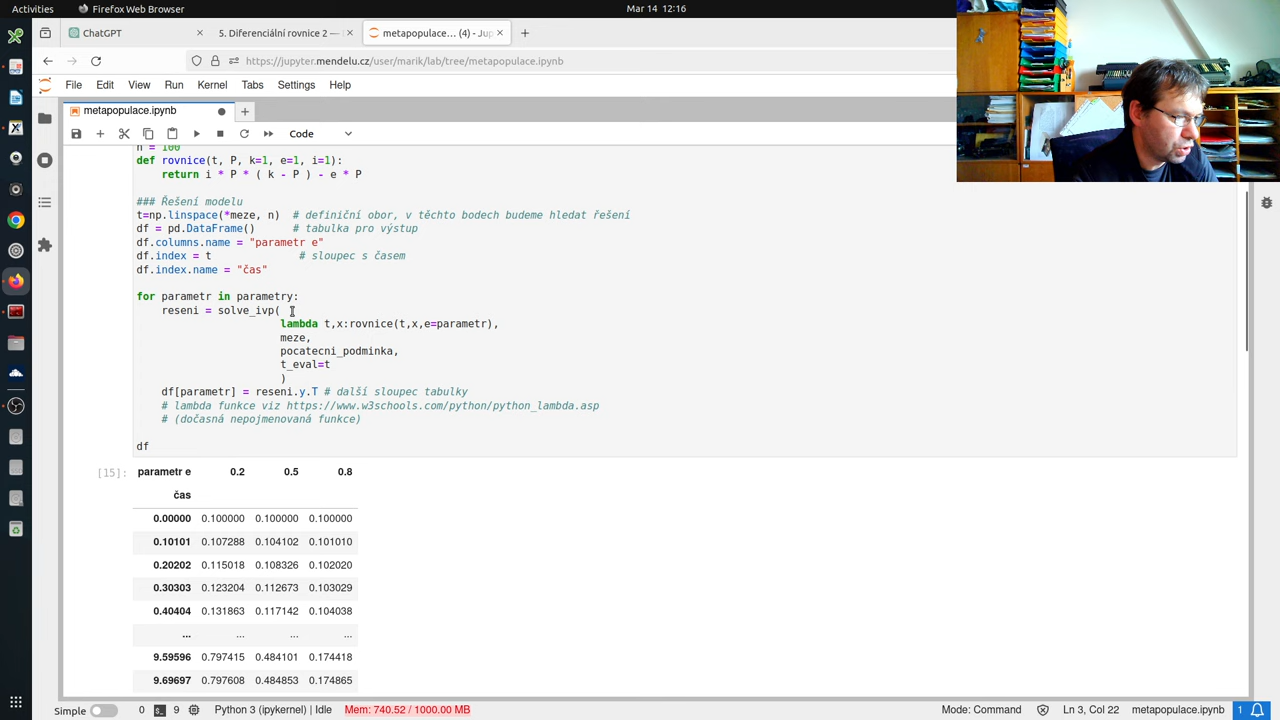 Activities
Firefox Web Browser
Mar 14 12:16
ChatGPT
5. Diferenciální rovnice 2
metapopulace… (4) - Jup
https://jupyter.mendelu.cz/user/marik/lab/tree/metapopulace.ipynb
File Edit View Run Kernel Tabs Settings Help
metapopulace.ipynb
Code
n = 100
def rovnice(t, P, k=1, e=1, i=1):
    return i * P * ( k - P ) - e * P
### Řešení modelu
t=np.linspace(*meze, n)  # definiční obor, v těchto bodech budeme hledat řešení
df = pd.DataFrame()      # tabulka pro výstup
df.columns.name = "parametr e"
df.index = t              # sloupec s časem
df.index.name = "čas"
for parametr in parametry:
    reseni = solve_ivp(
                       lambda t,x:rovnice(t,x,e=parametr),
                       meze,
                       pocatecni_podminka,
                       t_eval=t
                       )
    df[parametr] = reseni.y.T # další sloupec tabulky
    # lambda funkce viz https://www.w3schools.com/python/python_lambda.asp
    # (dočasná nepojmenovaná funkce)
df
[15]:
parametr e 0.2 0.5 0.8
čas
0.00000 0.100000 0.100000 0.100000
0.10101 0.107288 0.104102 0.101010
0.20202 0.115018 0.108326 0.102020
0.30303 0.123204 0.112673 0.103029
0.40404 0.131863 0.117142 0.104038
... ... ... ...
9.59596 0.797415 0.484101 0.174418
9.69697 0.797608 0.484853 0.174865
Simple 0 9 Python 3 (ipykernel) | Idle Mem: 740.52 / 1000.00 MB Mode: Command Ln 3, Col 22 metapopulace.ipynb 1